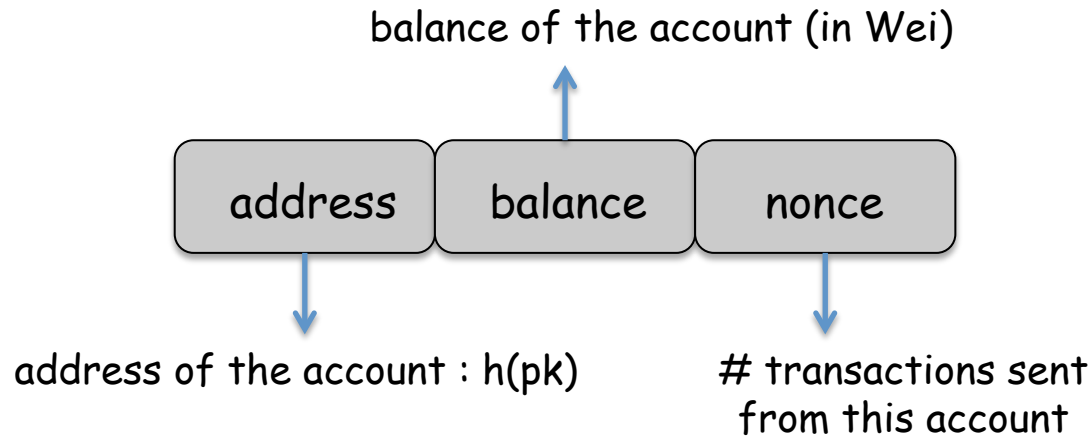 balance of the account (in Wei)
address balance nonce
address of the account : h(pk)
# transactions sent
from this account